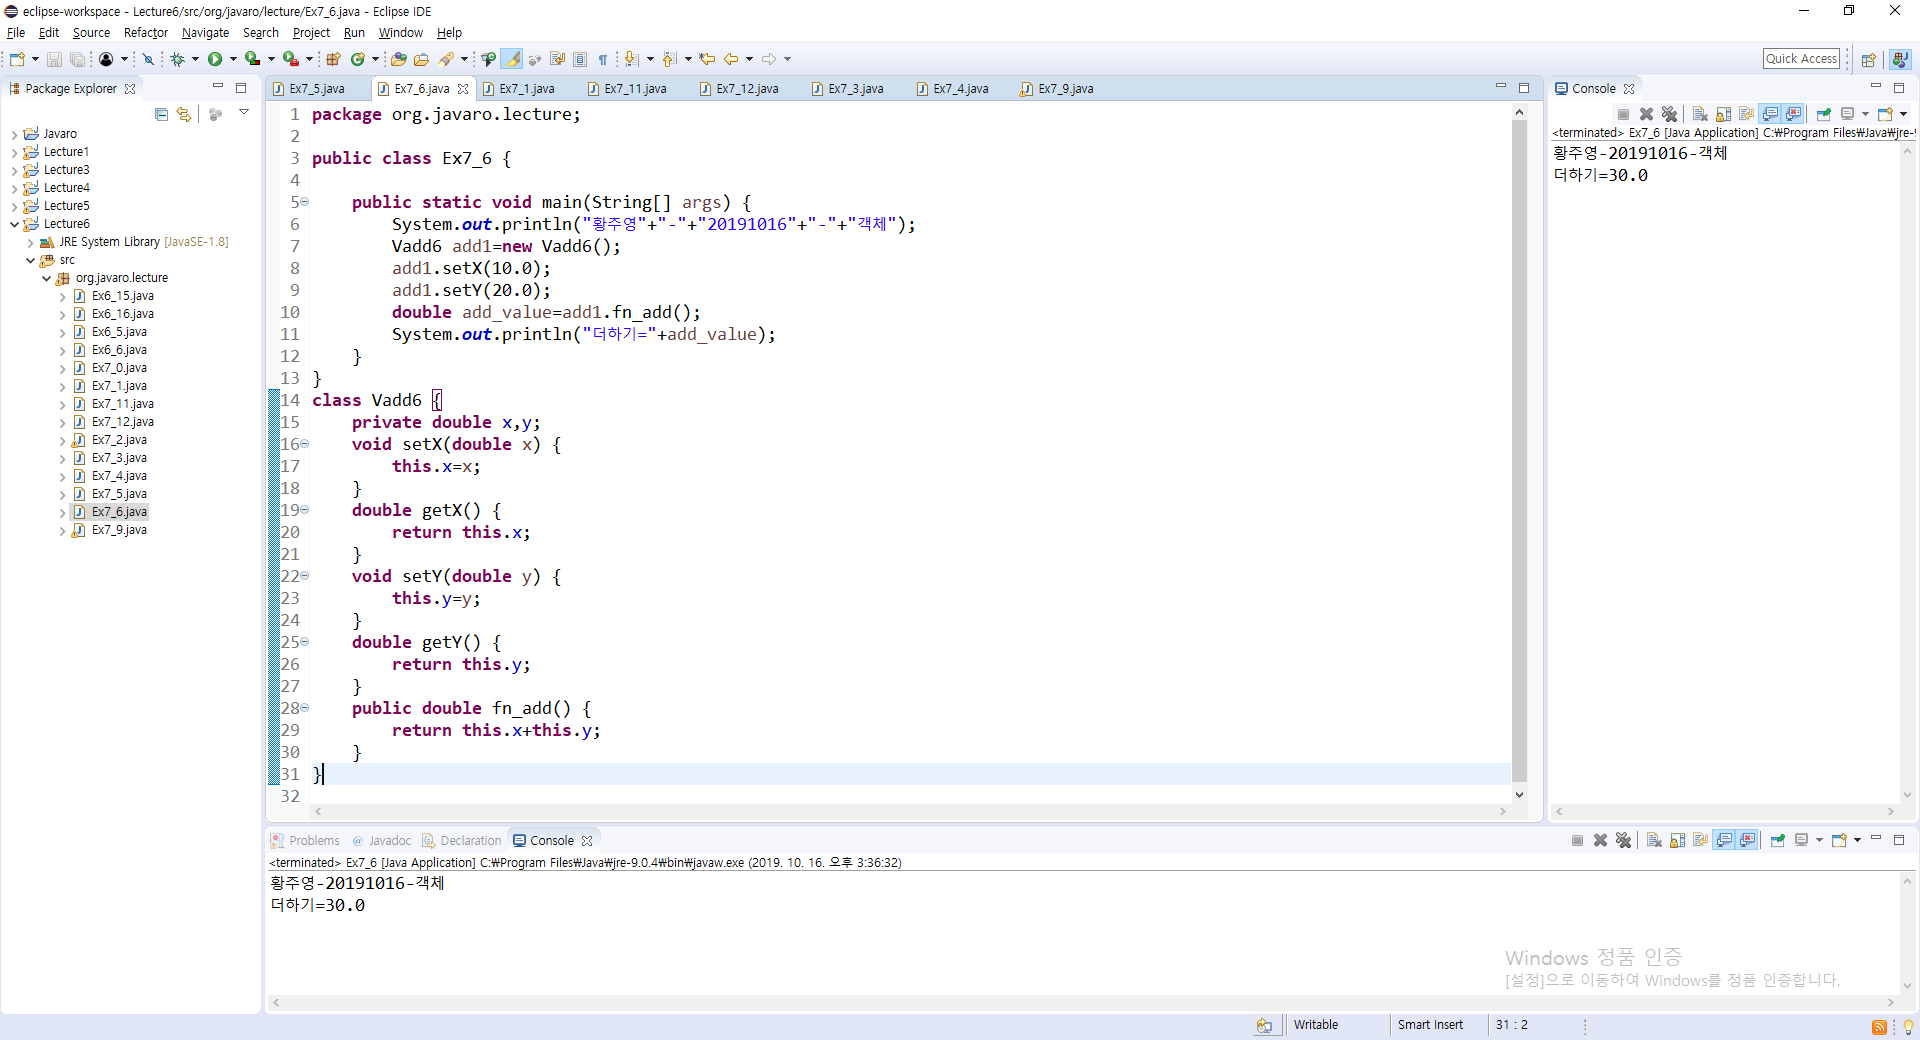 eclipse-workspace - Lecture6/src/org/javaro/lecture/Ex7_6.java - Eclipse IDE
File Edit Source Refactor Navigate Search Project Run Window Help
Quick Access
Package Explorer
Javaro
Lecture1
Lecture3
Lecture4
Lecture5
Lecture6
JRE System Library [JavaSE-1.8]
src
org.javaro.lecture
Ex6_15.java
Ex6_16.java
Ex6_5.java
Ex6_6.java
Ex7_0.java
Ex7_1.java
Ex7_11.java
Ex7_12.java
Ex7_2.java
Ex7_3.java
Ex7_4.java
Ex7_5.java
Ex7_6.java
Ex7_9.java
Ex7_5.java Ex7_6.java Ex7_1.java Ex7_11.java Ex7_12.java Ex7_3.java Ex7_4.java Ex7_9.java
1 package org.javaro.lecture;
2
3 public class Ex7_6 {
4
5 public static void main(String[] args) {
6 System.out.println("황주영"+"-"+"20191016"+"-"+"객체");
7 Vadd6 add1=new Vadd6();
8 add1.setX(10.0);
9 add1.setY(20.0);
10 double add_value=add1.fn_add();
11 System.out.println("더하기="+add_value);
12 }
13 }
14 class Vadd6 {
15 private double x,y;
16 void setX(double x) {
17 this.x=x;
18 }
19 double getX() {
20 return this.x;
21 }
22 void setY(double y) {
23 this.y=y;
24 }
25 double getY() {
26 return this.y;
27 }
28 public double fn_add() {
29 return this.x+this.y;
30 }
31 }
32
Console
<terminated> Ex7_6 [Java Application] C:₩Program Files₩Java₩jre-9
황주영-20191016-객체
더하기=30.0
Problems @ Javadoc Declaration Console
<terminated> Ex7_6 [Java Application] C:₩Program Files₩Java₩jre-9.0.4₩bin₩javaw.exe (2019. 10. 16. 오후 3:36:32)
황주영-20191016-객체
더하기=30.0
Windows 정품 인증
[설정]으로 이동하여 Windows를 정품 인증합니다.
Writable Smart Insert 31 : 2